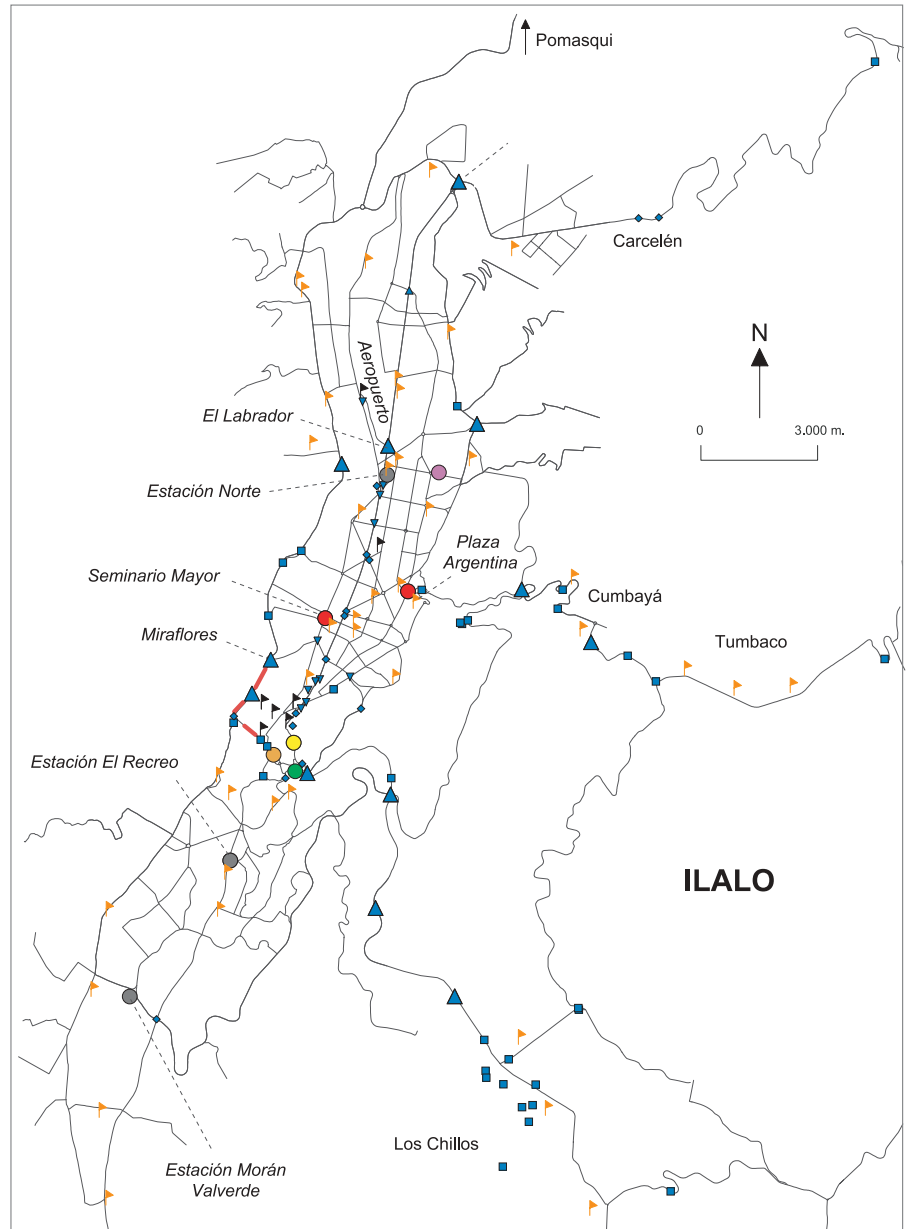 Pomasqui
Carcelén
N
Aeropuerto
El Labrador
0 3.000 m.
Estación Norte
Plaza
Argentina
Seminario Mayor
Cumbayá
Miraflores
Tumbaco
Estación El Recreo
ILALO
Los Chillos
Estación Morán
Valverde